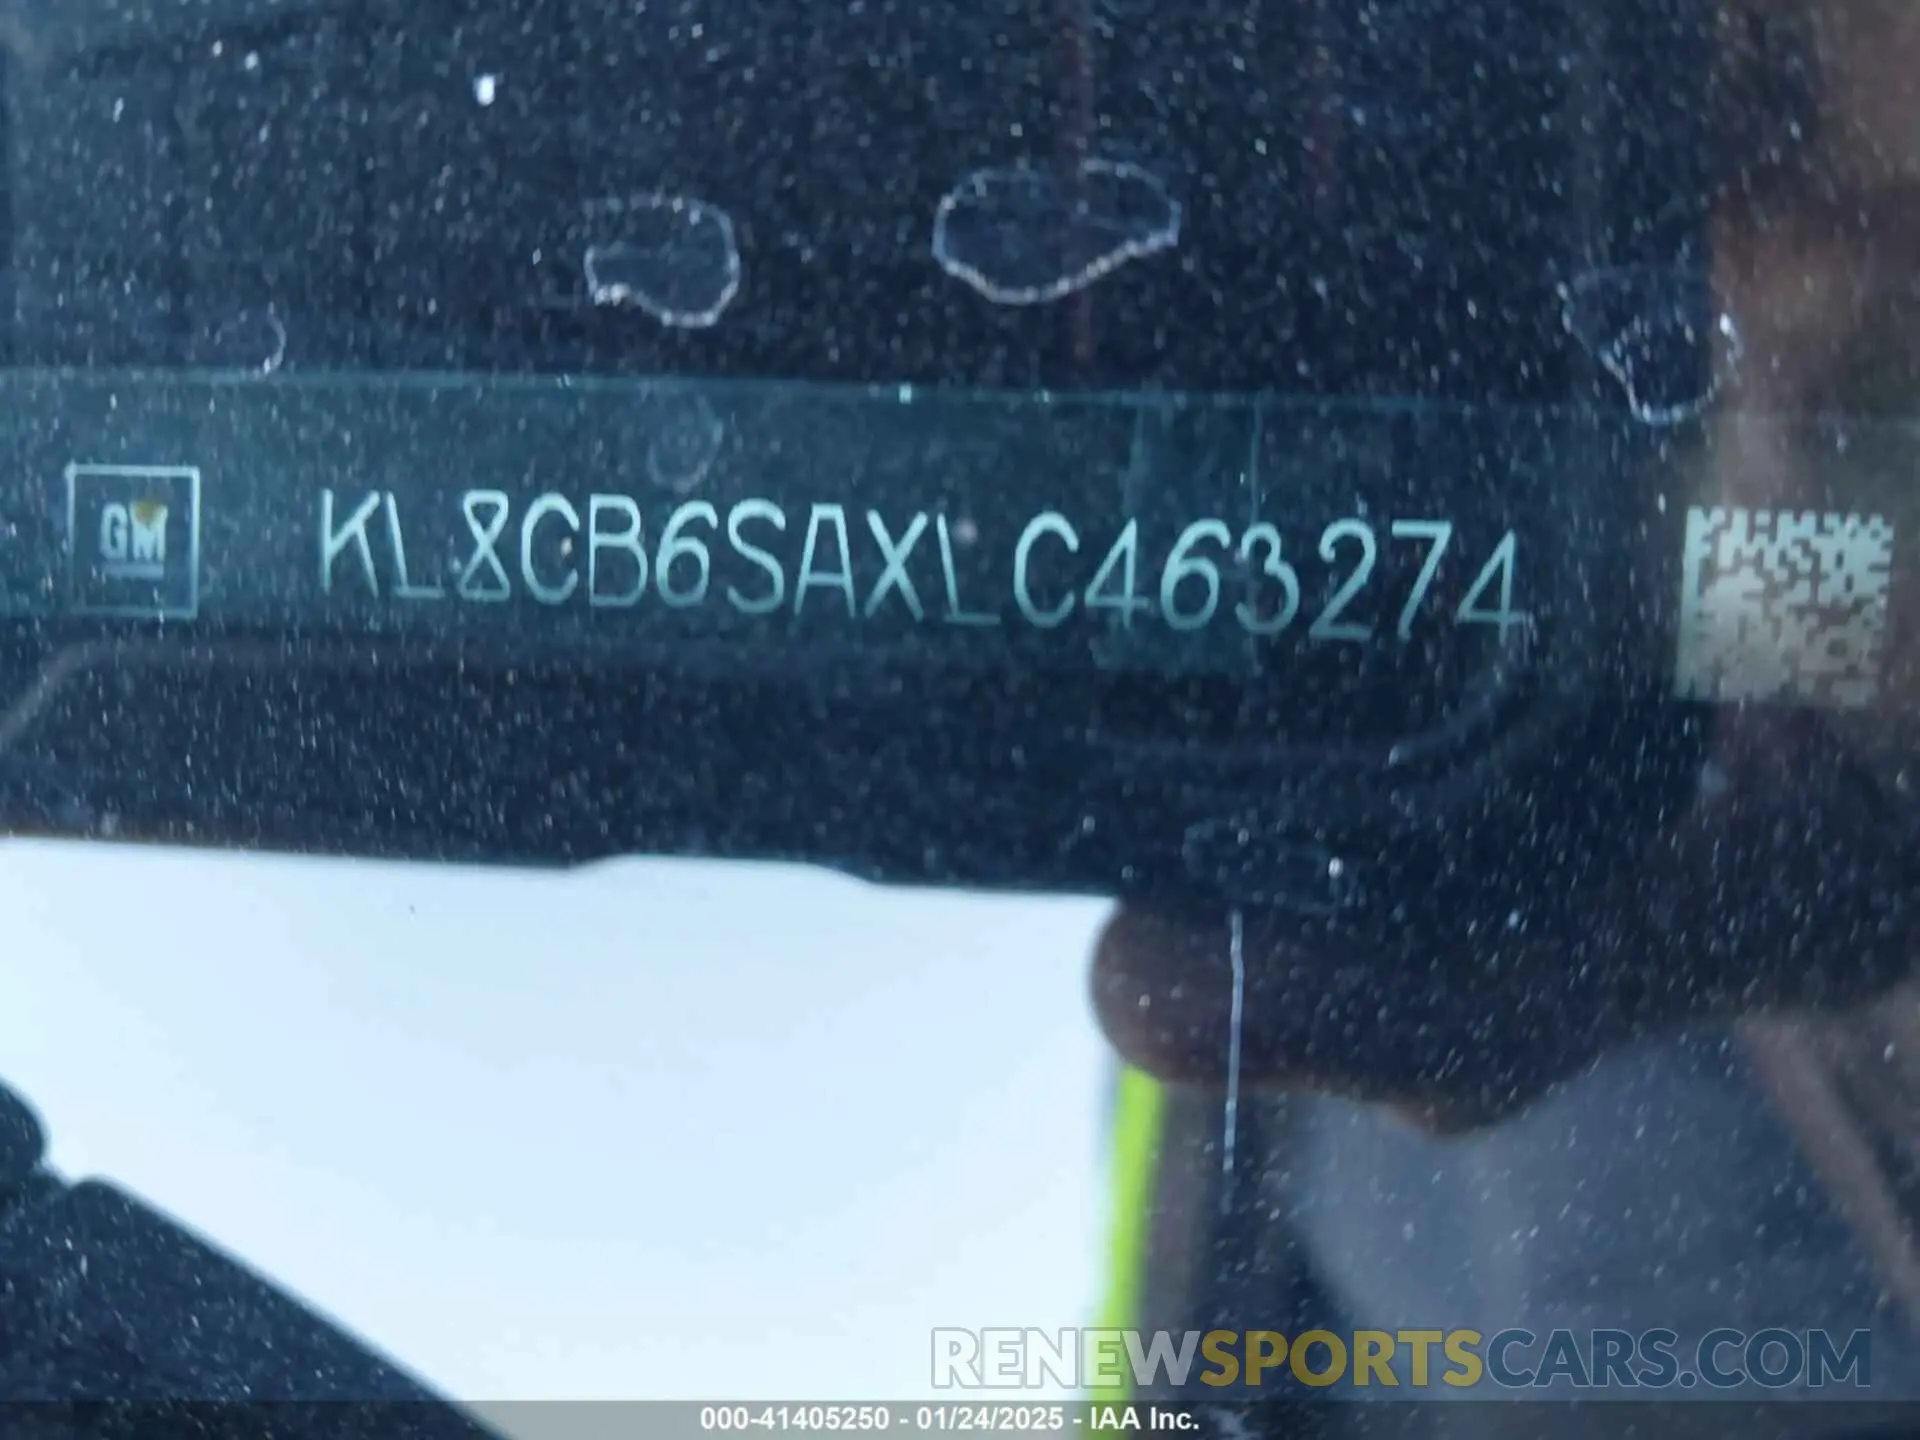 GM
KL8CB6SAXLC463274
RENEWSPORTSCARS.COM
000-41405250 - 01/24/2025 - IAA Inc.